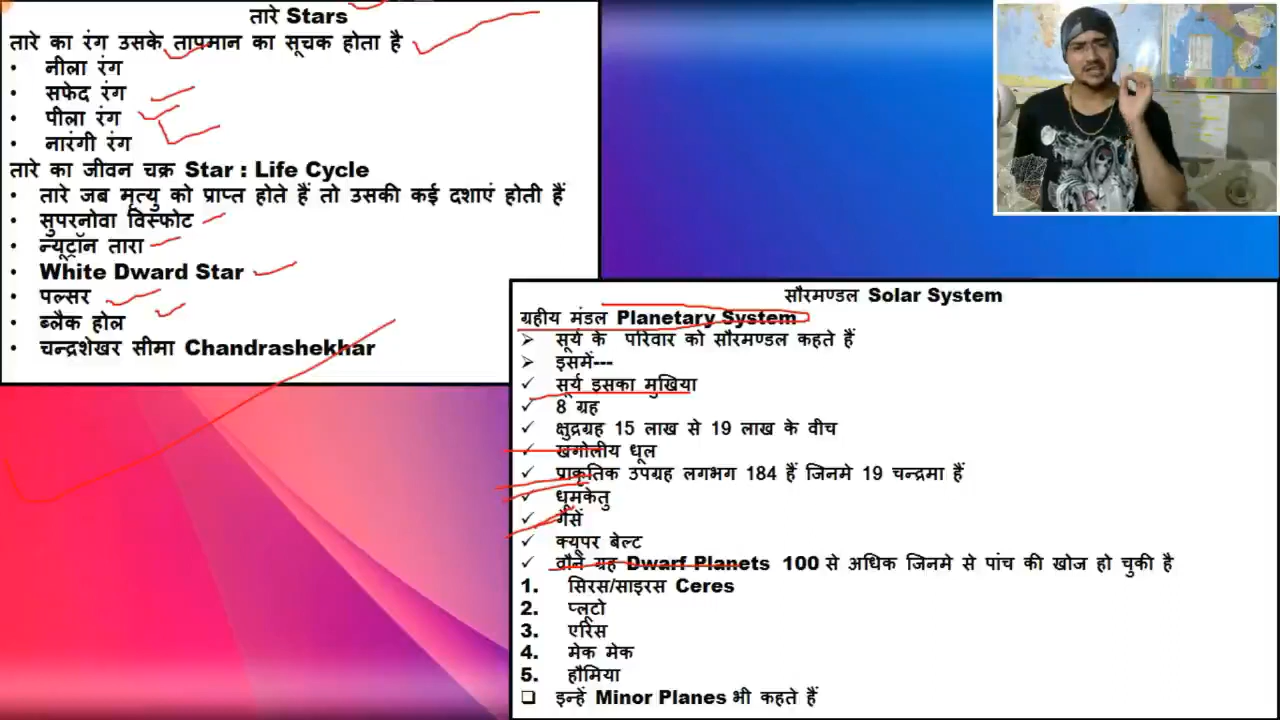 तारे Stars
तारे का रंग उसके तापमान का सूचक होता है
• नीला रंग
• सफेद रंग
• पीला रंग
• नारंगी रंग
तारे का जीवन चक्र Star : Life Cycle
• तारे जब मृत्यु को प्राप्त होते हैं तो उसकी कई दशाएं होती हैं
• सुपरनोवा विस्फोट
• न्यूट्रॉन तारा
• White Dward Star
• पल्सर
• ब्लैक होल
• चन्द्रशेखर सीमा Chandrashekhar
सौरमण्डल Solar System
ग्रहीय मंडल Planetary System
➢ सूर्य के परिवार को सौरमण्डल कहते हैं
➢ इसमें---
✓ सूर्य इसका मुखिया
✓ 8 ग्रह
✓ क्षुद्रग्रह 15 लाख से 19 लाख के वीच
✓ खगोलीय धूल
✓ प्राकृतिक उपग्रह लगभग 184 हैं जिनमे 19 चन्द्रमा हैं
✓ धूमकेतु
✓ गैसें
✓ क्यूपर बेल्ट
✓ वौने ग्रह Dwarf Planets 100 से अधिक जिनमे से पांच की खोज हो चुकी है
1. सिरस/साइरस Ceres
2. प्लूटो
3. एरिस
4. मेक मेक
5. हौमिया
❑ इन्हें Minor Planes भी कहते हैं